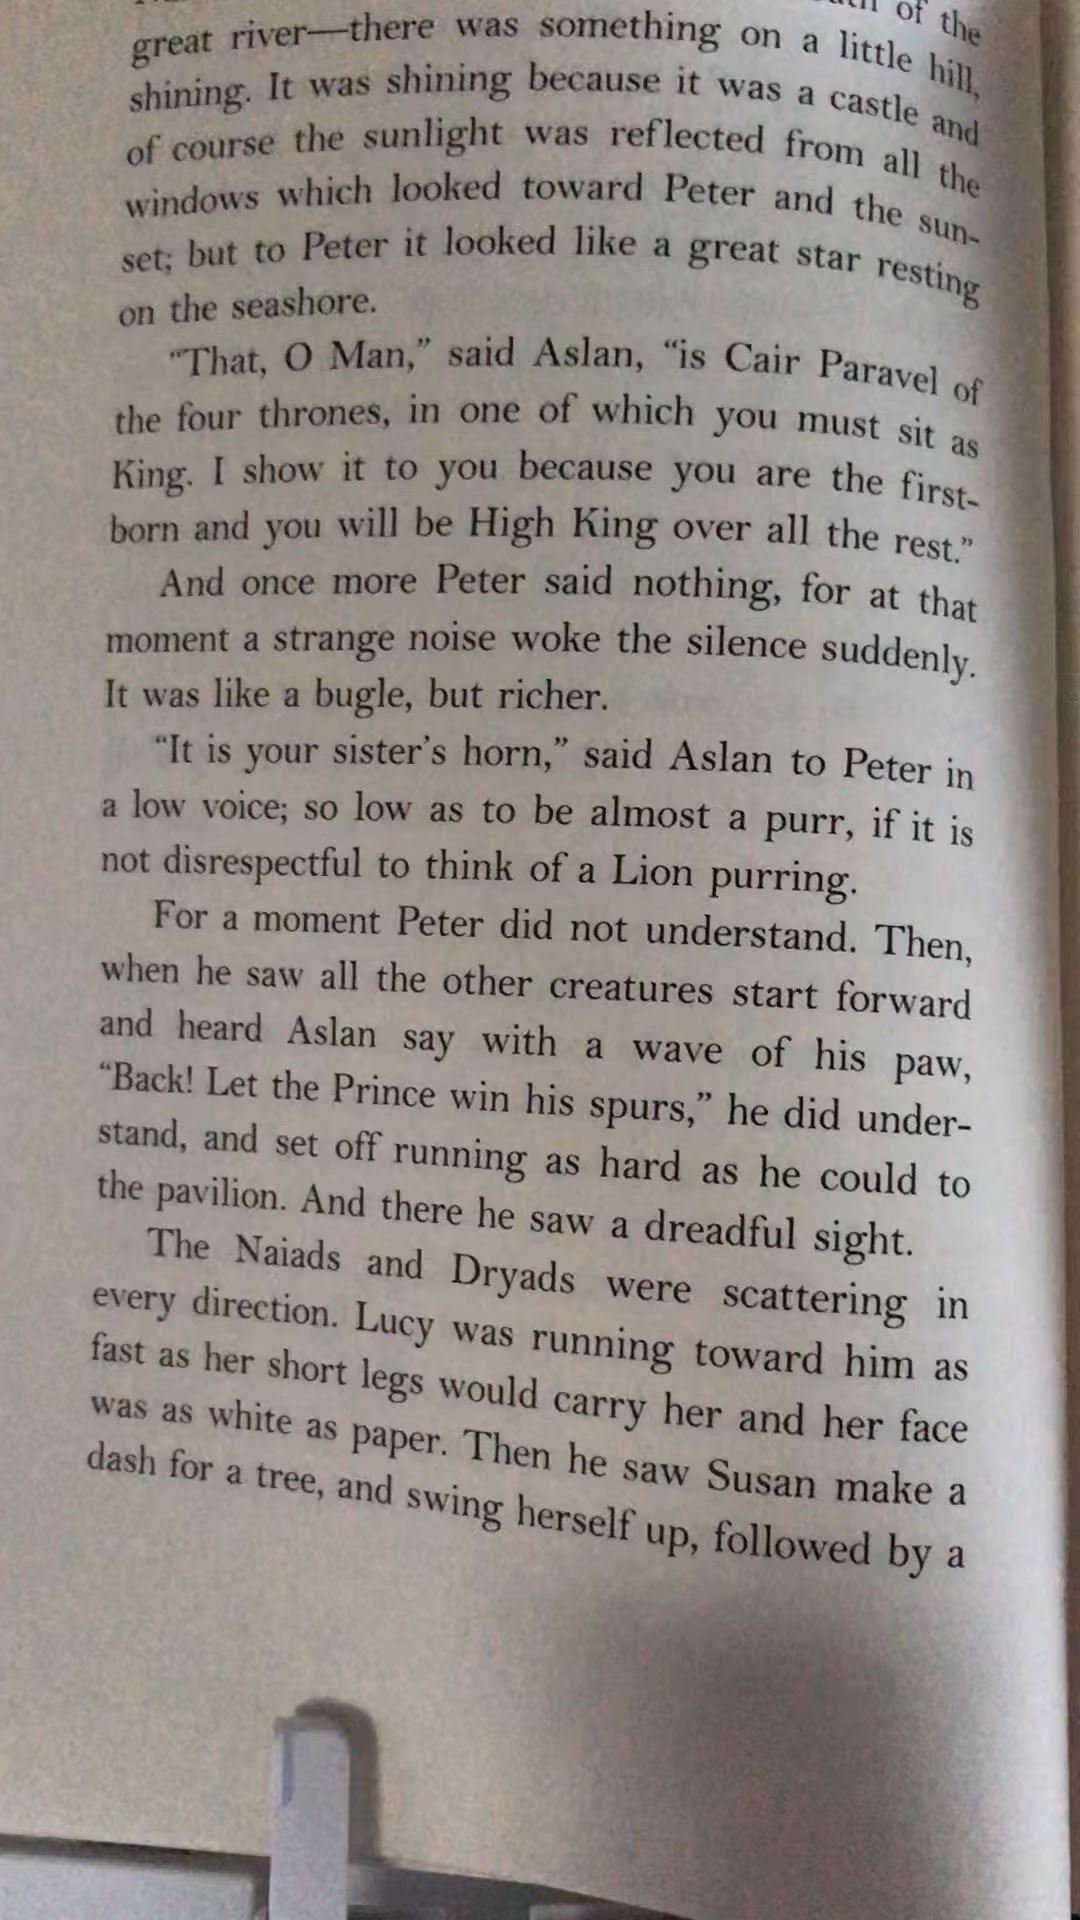 of the
great river—there was something on a little hill,
shining. It was shining because it was a castle and
of course the sunlight was reflected from all the
windows which looked toward Peter and the sun-
set; but to Peter it looked like a great star resting
on the seashore.
“That, O Man,” said Aslan, “is Cair Paravel of
the four thrones, in one of which you must sit as
King. I show it to you because you are the first-
born and you will be High King over all the rest.”
And once more Peter said nothing, for at that
moment a strange noise woke the silence suddenly.
It was like a bugle, but richer.
“It is your sister’s horn,” said Aslan to Peter in
a low voice; so low as to be almost a purr, if it is
not disrespectful to think of a Lion purring.
For a moment Peter did not understand. Then,
when he saw all the other creatures start forward
and heard Aslan say with a wave of his paw,
“Back! Let the Prince win his spurs,” he did under-
stand, and set off running as hard as he could to
the pavilion. And there he saw a dreadful sight.
The Naiads and Dryads were scattering in
every direction. Lucy was running toward him as
fast as her short legs would carry her and her face
was as white as paper. Then he saw Susan make a
dash for a tree, and swing herself up, followed by a